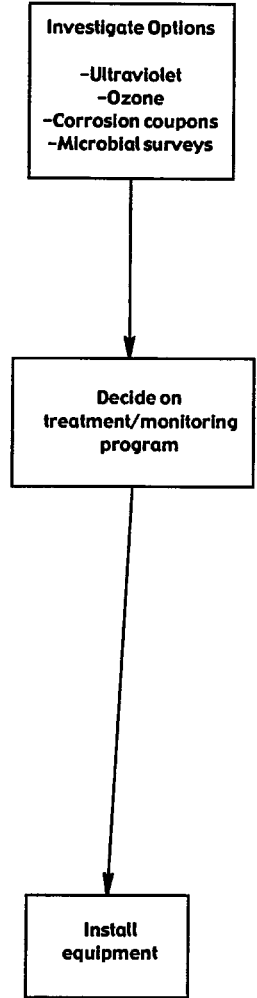 Investigate Options
-Ultraviolet
-Ozone
-Corrosion coupons
-Microbial surveys
Decide on
treatment/monitoring
program
Install
equipment